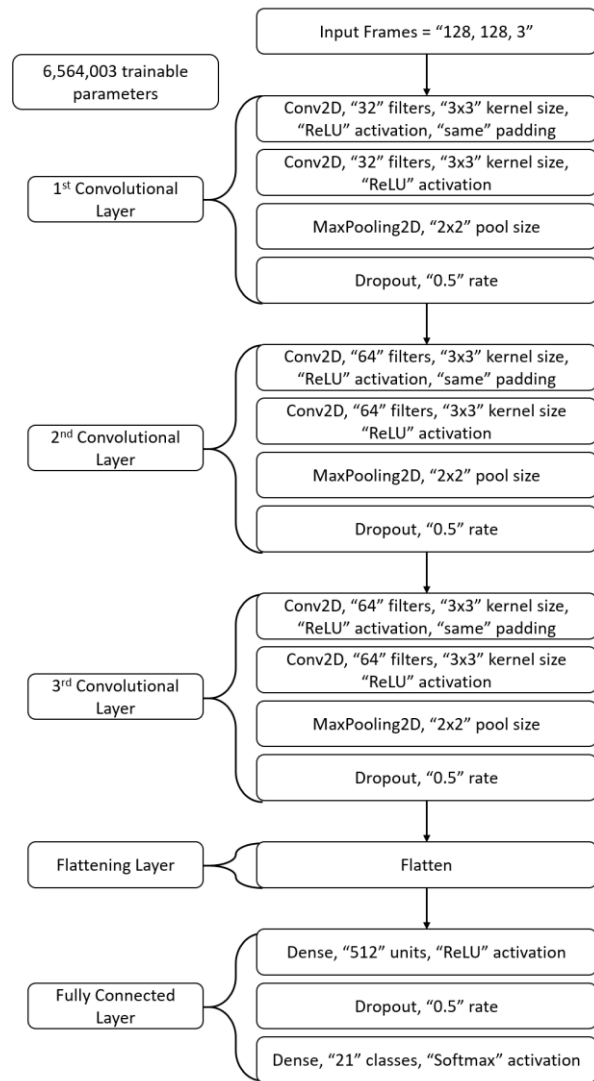 Input Frames = “128, 128, 3”
6,564,003 trainable
parameters
1st Convolutional
Layer
Conv2D, “32” filters, “3x3” kernel size,
“ReLU” activation, “same” padding
Conv2D, “32” filters, “3x3” kernel size,
“ReLU” activation
MaxPooling2D, “2x2” pool size
Dropout, “0.5” rate
2nd Convolutional
Layer
Conv2D, “64” filters, “3x3” kernel size,
“ReLU” activation, “same” padding
Conv2D, “64” filters, “3x3” kernel size
“ReLU” activation
MaxPooling2D, “2x2” pool size
Dropout, “0.5” rate
3rd Convolutional
Layer
Conv2D, “64” filters, “3x3” kernel size,
“ReLU” activation, “same” padding
Conv2D, “64” filters, “3x3” kernel size
“ReLU” activation
MaxPooling2D, “2x2” pool size
Dropout, “0.5” rate
Flattening Layer
Flatten
Fully Connected
Layer
Dense, “512” units, “ReLU” activation
Dropout, “0.5” rate
Dense, “21” classes, “Softmax” activation